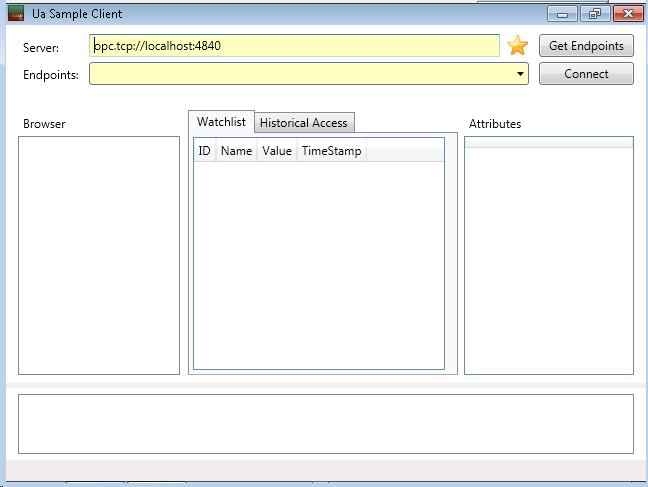 Ua Sample Client
Server: opc.tcp://localhost:4840 Get Endpoints
Endpoints: Connect
Browser Watchlist Historical Access Attributes
ID Name Value TimeStamp